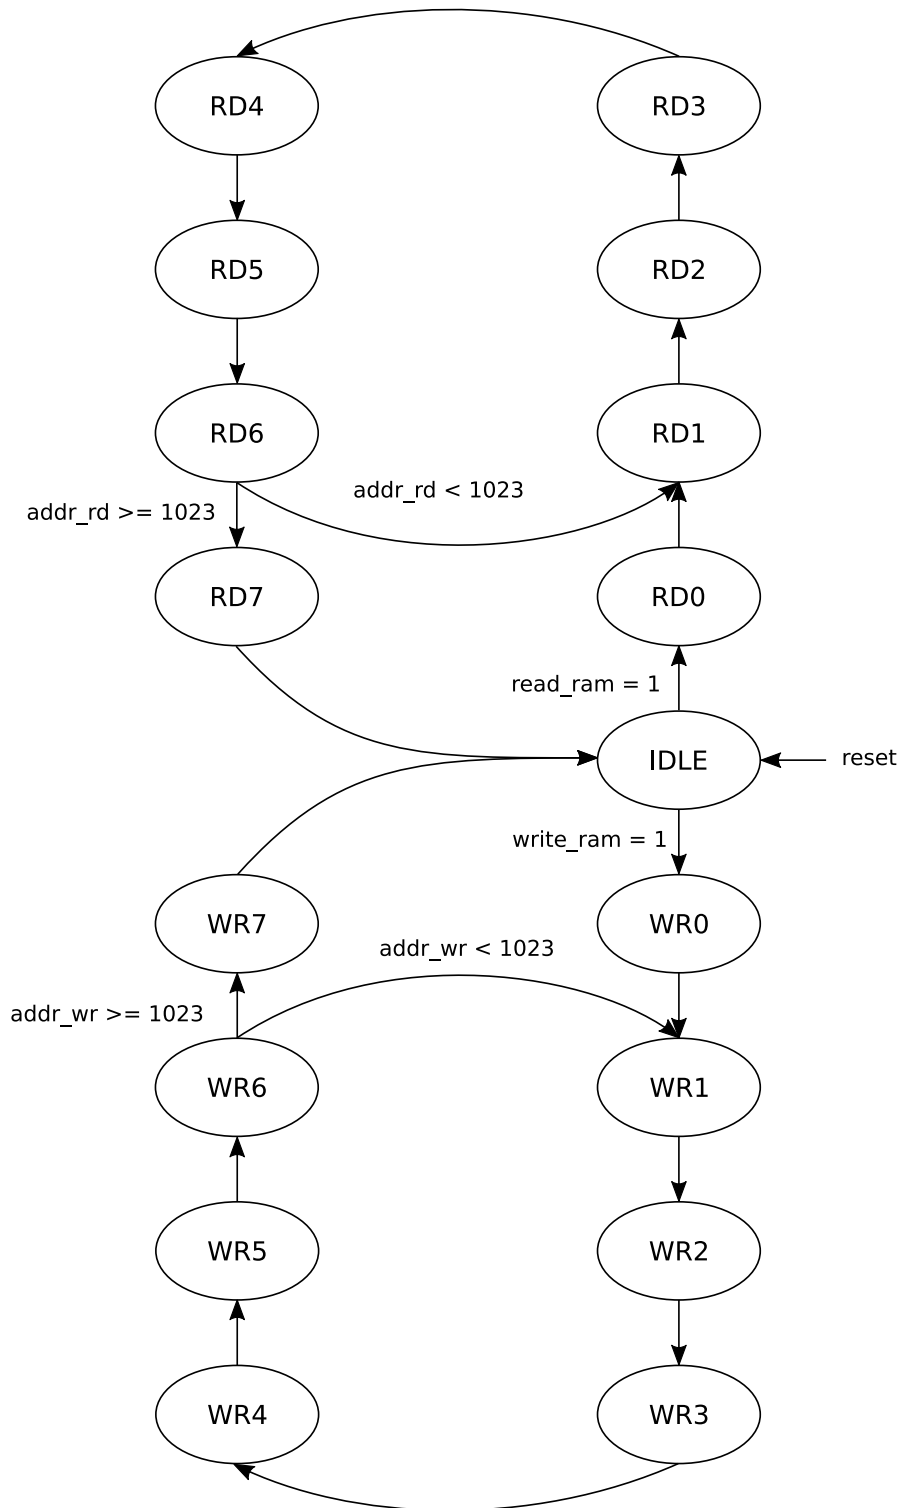 RD4
RD3
RD5
RD2
RD6
RD1
addr_rd < 1023
addr_rd >= 1023
RD7
RD0
read_ram = 1
IDLE
reset
write_ram = 1
WR7
WR0
addr_wr < 1023
addr_wr >= 1023
WR6
WR1
WR5
WR2
WR4
WR3